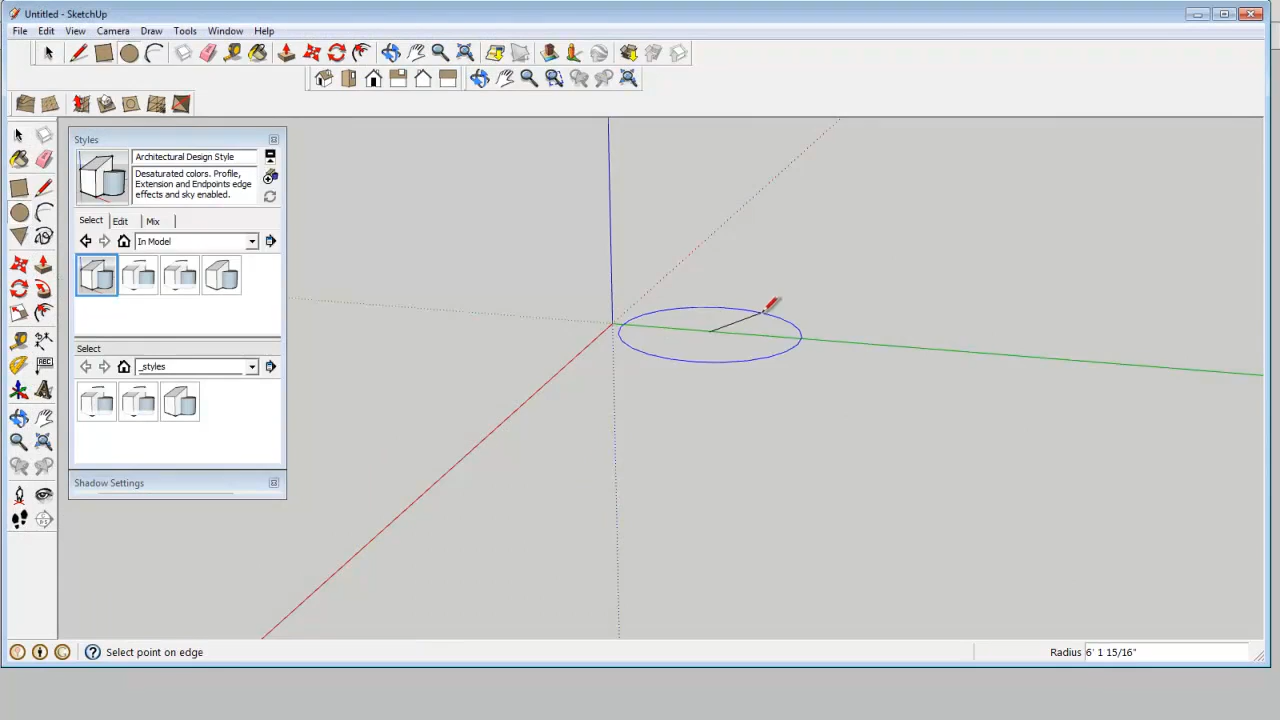 Untitled - SketchUp
File Edit View Camera Draw Tools Window Help
Styles
Architectural Design Style
Desaturated colors. Profile,
Extension and Endpoints edge
effects and sky enabled.
Select Edit Mix
In Model
Select
_styles
ABC
Shadow Settings
Select point on edge
Radius 6' 1 15/16"